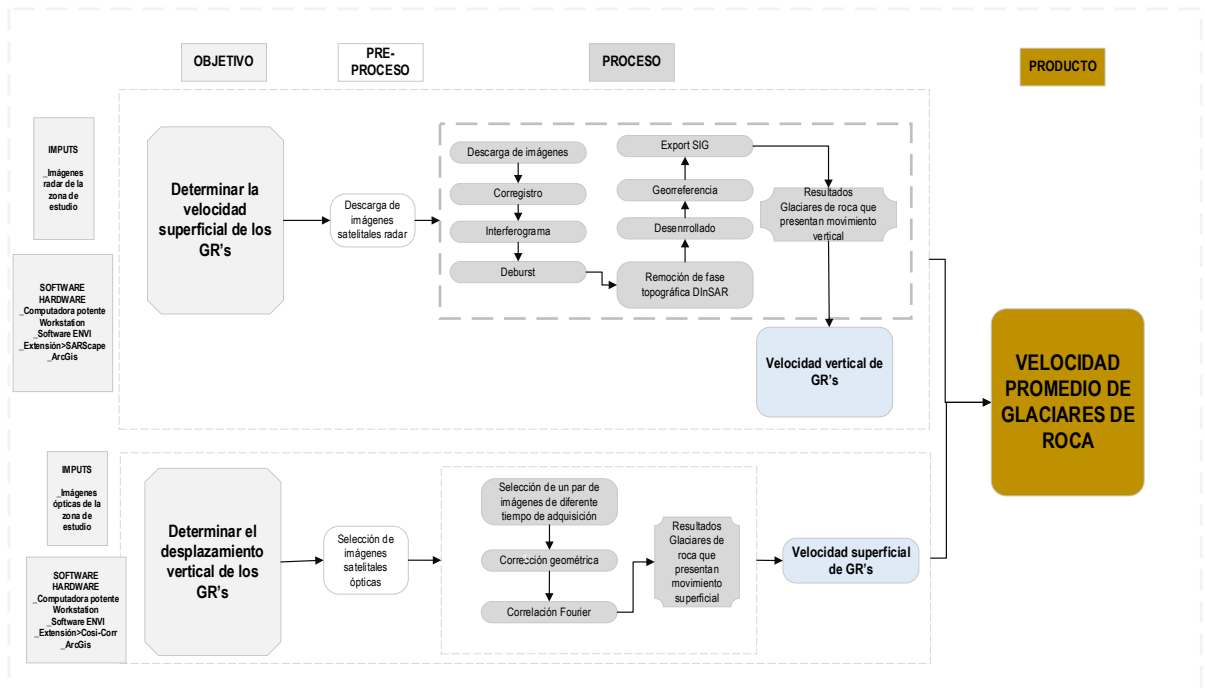 OBJETIVO
PRE-
PROCESO
PROCESO
PRODUCTO
IMPUTS
_Imágenes
radar de la
zona de
estudio
SOFTWARE
HARDWARE
_Computadora potente
Workstation
_Software ENVI
_Extensión>SARScape
_ArcGis
Determinar la
velocidad
superficial de los
GR's
Descarga de
imágenes
satelitales radar
Descarga de imágenes
Corregistro
Interferograma
Deburst
Remoción de fase
topográfica DInSAR
Desenrollado
Georreferencia
Export SIG
Resultados
Glaciares de roca que
presentan movimiento
vertical
Velocidad vertical de
GR's
IMPUTS
_Imágenes
ópticas de la
zona de
estudio
SOFTWARE
HARDWARE
_Computadora potente
Workstation
_Software ENVI
_Extensión>Cosi-Corr
_ArcGis
Determinar el
desplazamiento
vertical de los
GR's
Selección de
imágenes
satelitales
ópticas
Selección de un par de
imágenes de diferente
tiempo de adquisición
Corrección geométrica
Correlación Fourier
Resultados
Glaciares de
roca que
presentan
movimiento
superficial
Velocidad superficial
de GR's
VELOCIDAD
PROMEDIO DE
GLACIARES DE
ROCA